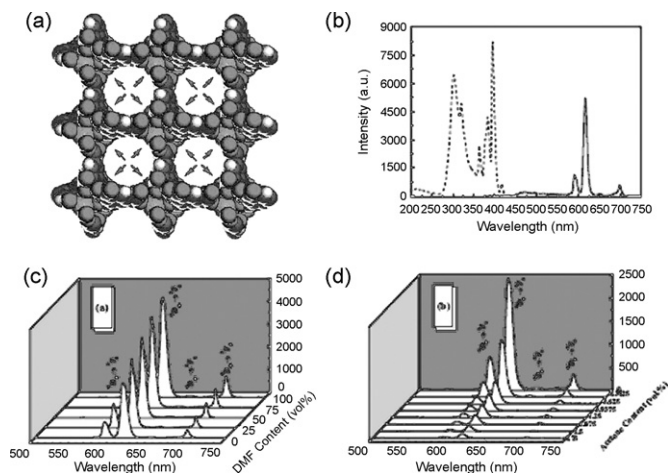 (a)
(b)
9000
7500
6000
4500
3000
1500
0
Intensity (a.u.)
200 250 300 350 400 450 500 550 600 650 700 750
Wavelength (nm)
(c)
(a)
5000
4000
3000
2000
1000
0
100
75
50
25
0
DMF Content (vol%)
500 550 600 650 700 750
Wavelength (nm)
(d)
(b)
2500
2000
1500
1000
500
0
Content (vol%)
500 550 600 650 700 750
Wavelength (nm)